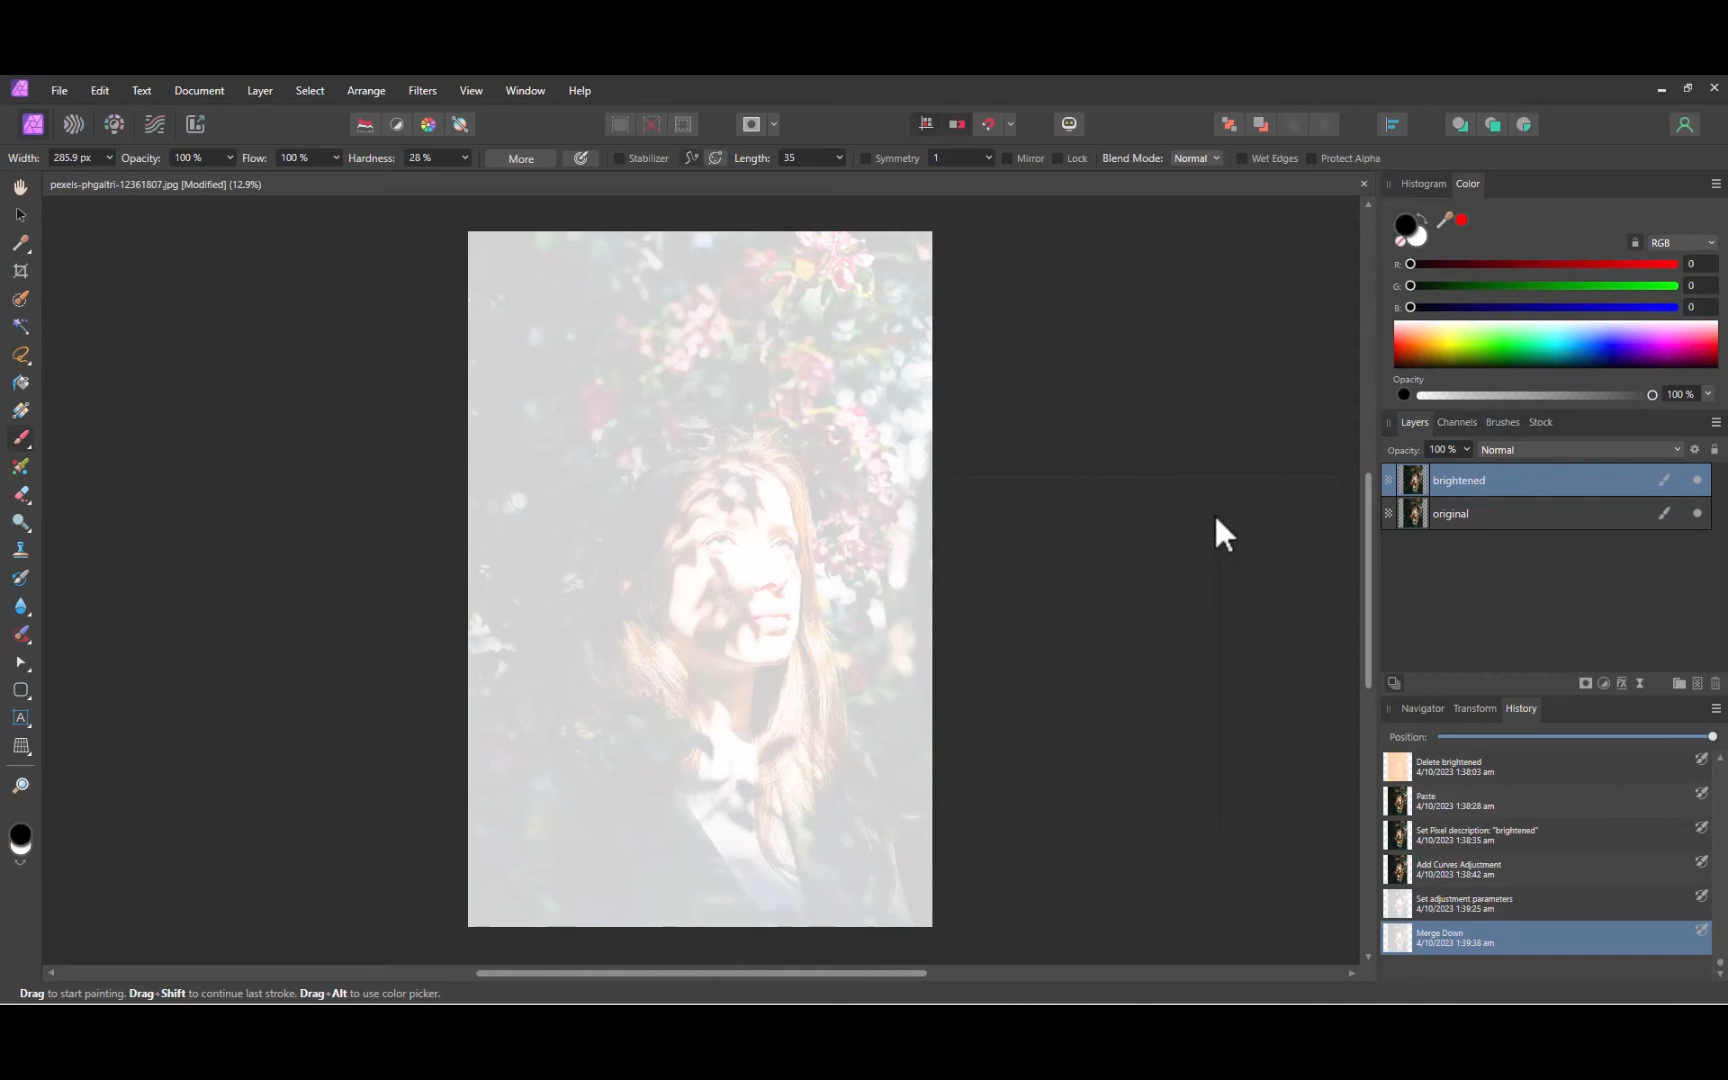 File Edit Text Document Layer Select Arrange Filters View Window Help
Width: 285.9 px Opacity: 100 % Flow: 100 % Hardness: 28 % More Stabilizer Length: 35 Symmetry 1 Mirror Lock Blend Mode: Normal Wet Edges Protect Alpha
pexels-phgaltri-12361807.jpg [Modified] (12.9%)
Histogram Color
RGB
R: 0
G: 0
B: 0
Opacity
100 %
Layers Channels Brushes Stock
Opacity: 100 % Normal
brightened
original
Navigator Transform History
Position:
Delete brightened
4/10/2023 1:38:03 am
Paste
4/10/2023 1:38:28 am
Set Pixel description: "brightened"
4/10/2023 1:38:35 am
Add Curves Adjustment
4/10/2023 1:38:42 am
Set adjustment parameters
4/10/2023 1:39:25 am
Merge Down
4/10/2023 1:39:38 am
A
Drag to start painting. Drag+Shift to continue last stroke. Drag+Alt to use color picker.